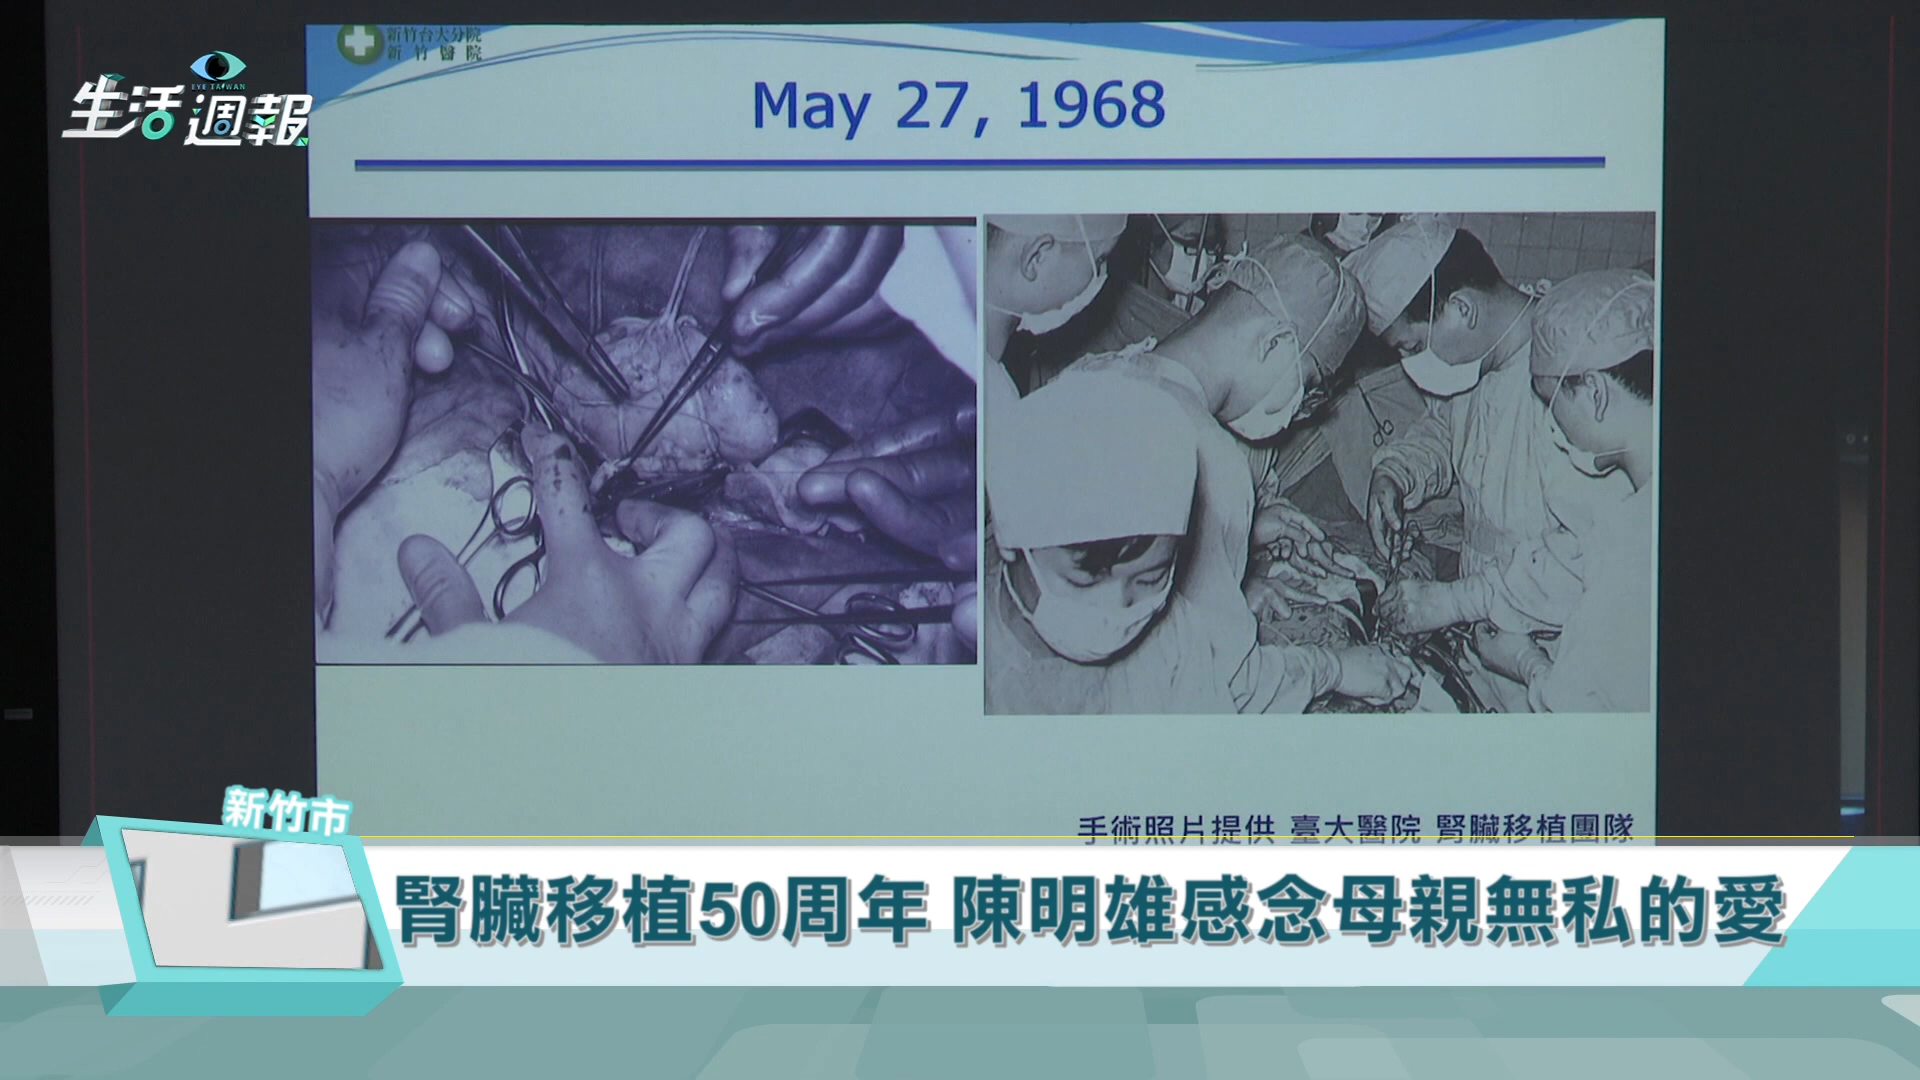 新竹台大分院
新竹醫院
EYE TAIWAN
生活週報
May 27, 1968
手術照片提供 臺大醫院 腎臟移植團隊
新竹市
腎臟移植50周年 陳明雄感念母親無私的愛